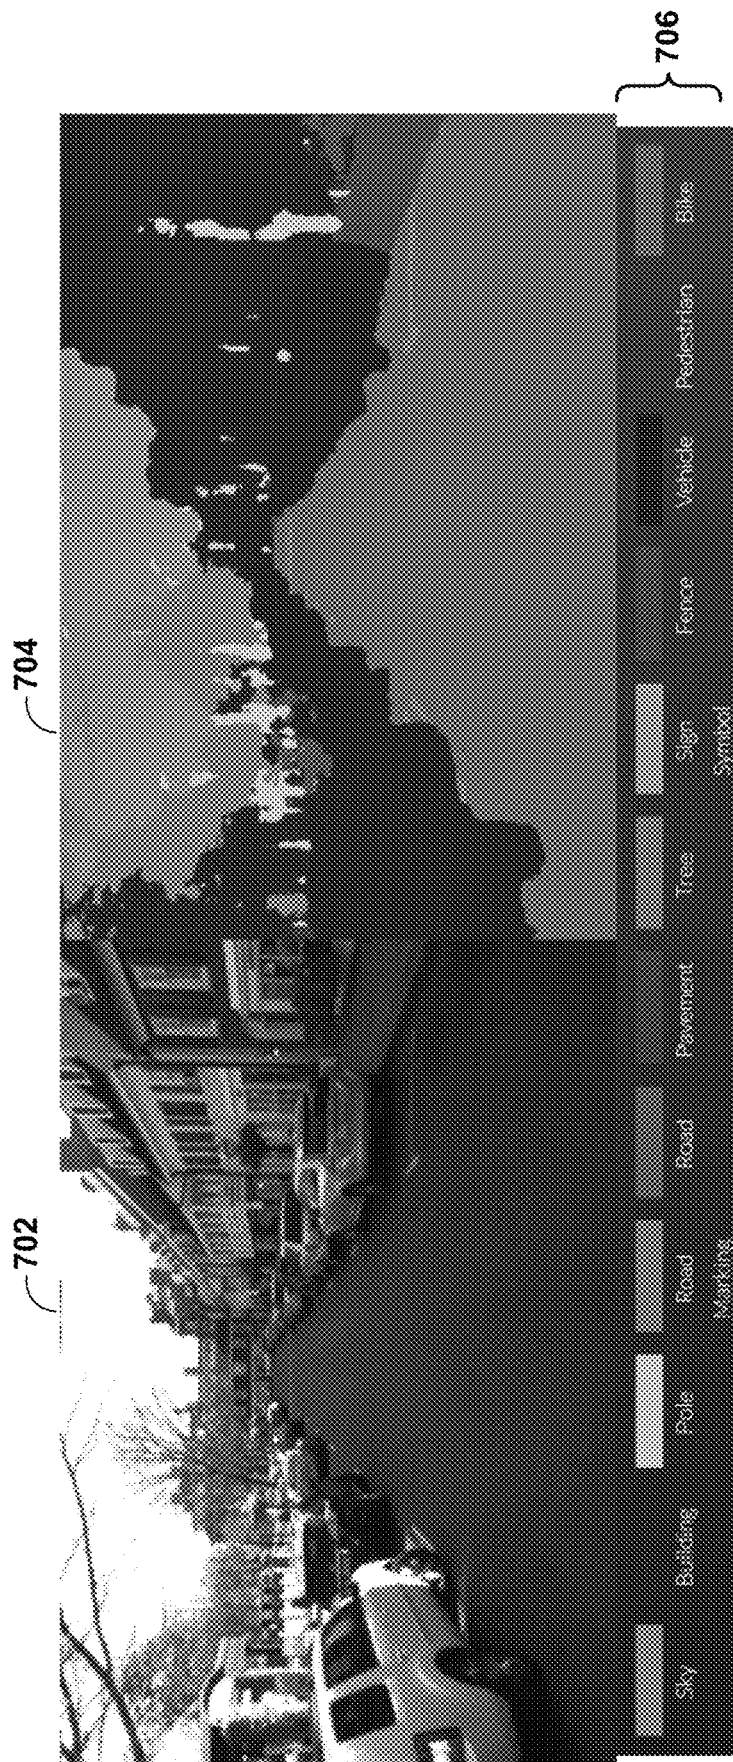 702
704
706
Sky
Building
Pole
Road
Marking
Road
Pavement
Tree
Sign
Symbol
Fence
Vehicle
Pedestrian
Bike